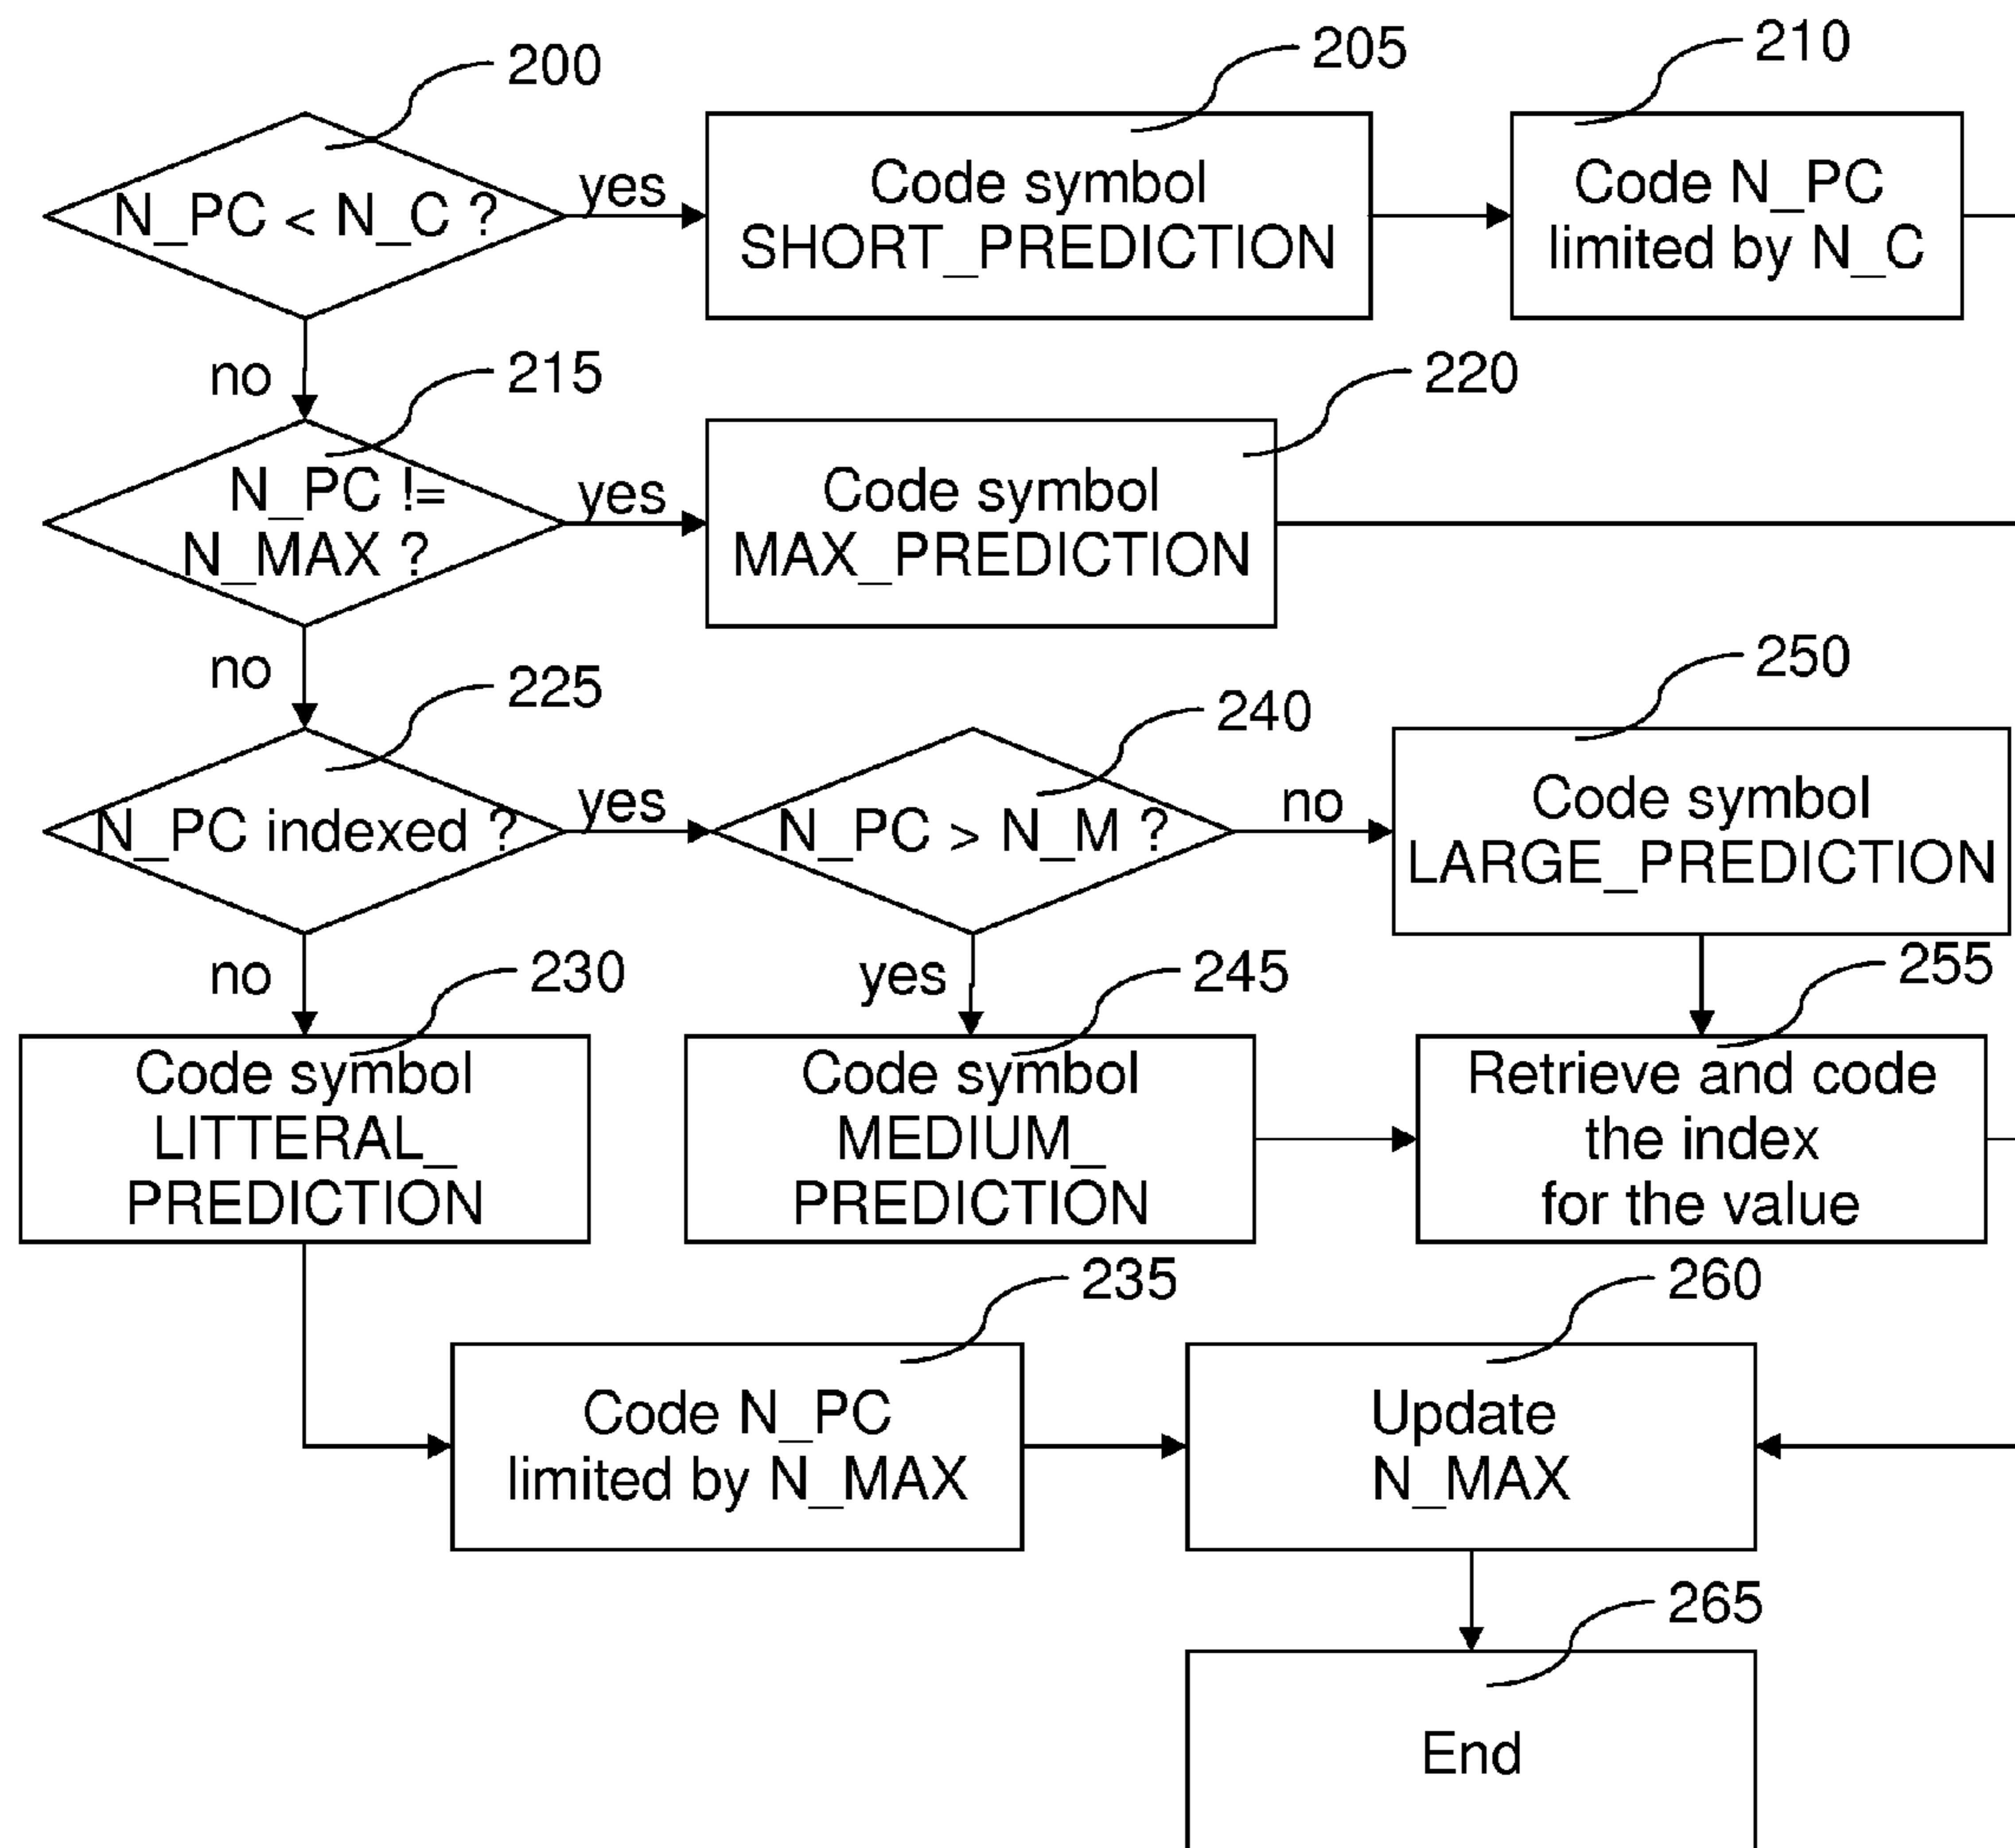 200
205
210
N_PC < N_C ?
yes
Code symbol
SHORT_PREDICTION
Code N_PC
limited by N_C
no
215
220
N_PC !=
N_MAX ?
yes
Code symbol
MAX_PREDICTION
no
225
240
250
N_PC indexed ?
yes
N_PC > N_M ?
no
Code symbol
LARGE_PREDICTION
no
230
yes
245
255
Code symbol
LITTERAL_
PREDICTION
Code symbol
MEDIUM_
PREDICTION
Retrieve and code
the index
for the value
235
260
Code N_PC
limited by N_MAX
Update
N_MAX
265
End